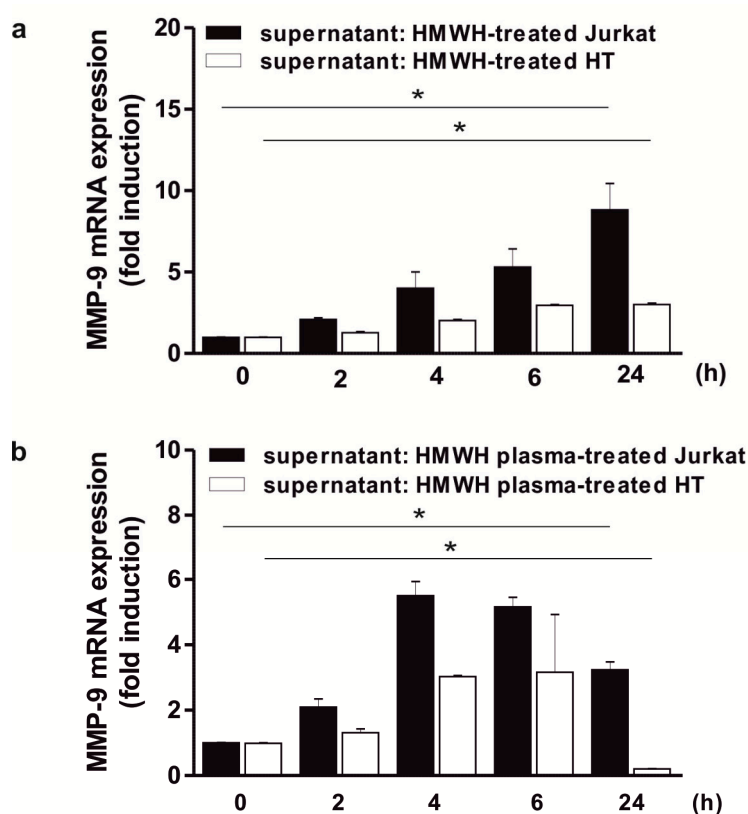 a
MMP-9 mRNA expression
(fold induction)
20
15
10
5
0
supernatant: HMWH-treated Jurkat
supernatant: HMWH-treated HT
*
*
0 2 4 6 24 (h)
b
MMP-9 mRNA expression
(fold induction)
10
8
6
4
2
0
supernatant: HMWH plasma-treated Jurkat
supernatant: HMWH plasma-treated HT
*
*
0 2 4 6 24 (h)